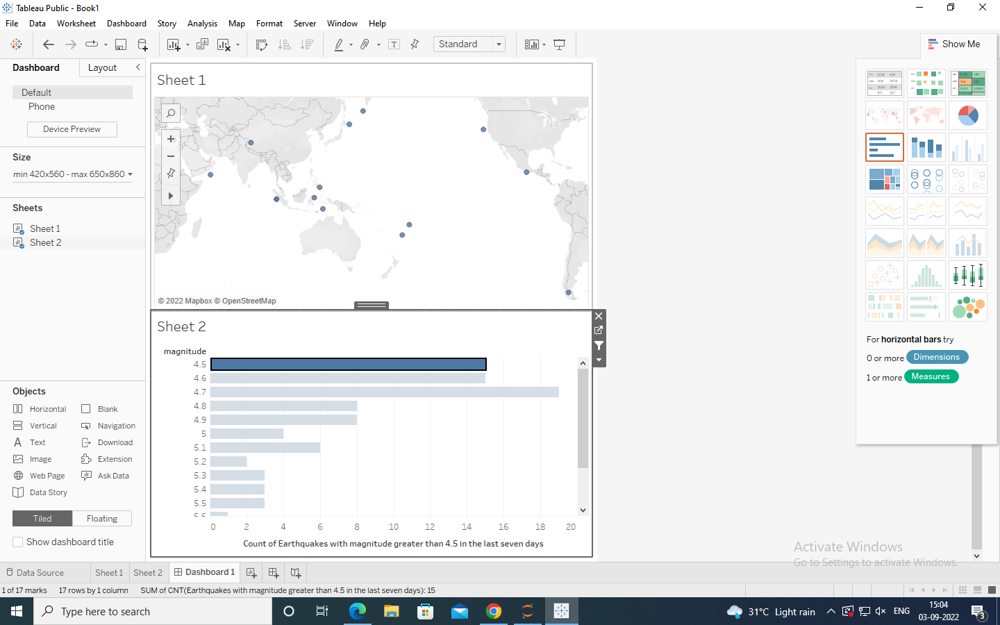 Tableau Public - Book1
File Data Worksheet Dashboard Story Analysis Map Format Server Window Help
Standard
Show Me
Dashboard Layout
Default
Phone
Device Preview
Size
min 420x560 - max 650x860
Sheets
Sheet 1
Sheet 2
Objects
Horizontal Blank
Vertical Navigation
Text Download
Image Extension
Web Page Ask Data
Data Story
Tiled Floating
Show dashboard title
Sheet 1
© 2022 Mapbox © OpenStreetMap
Sheet 2
magnitude
4.5
4.6
4.7
4.8
4.9
5
5.1
5.2
5.3
5.4
5.5
5.6
0 2 4 6 8 10 12 14 16 18 20
Count of Earthquakes with magnitude greater than 4.5 in the last seven days
For horizontal bars try
0 or more Dimensions
1 or more Measures
Activate Windows
Go to Settings to activate Windows.
Data Source Sheet 1 Sheet 2 Dashboard 1
1 of 17 marks 17 rows by 1 column SUM of CNT(Earthquakes with magnitude greater than 4.5 in the last seven days): 15
Type here to search
31°C Light rain
ENG
15:04
03-09-2022
3